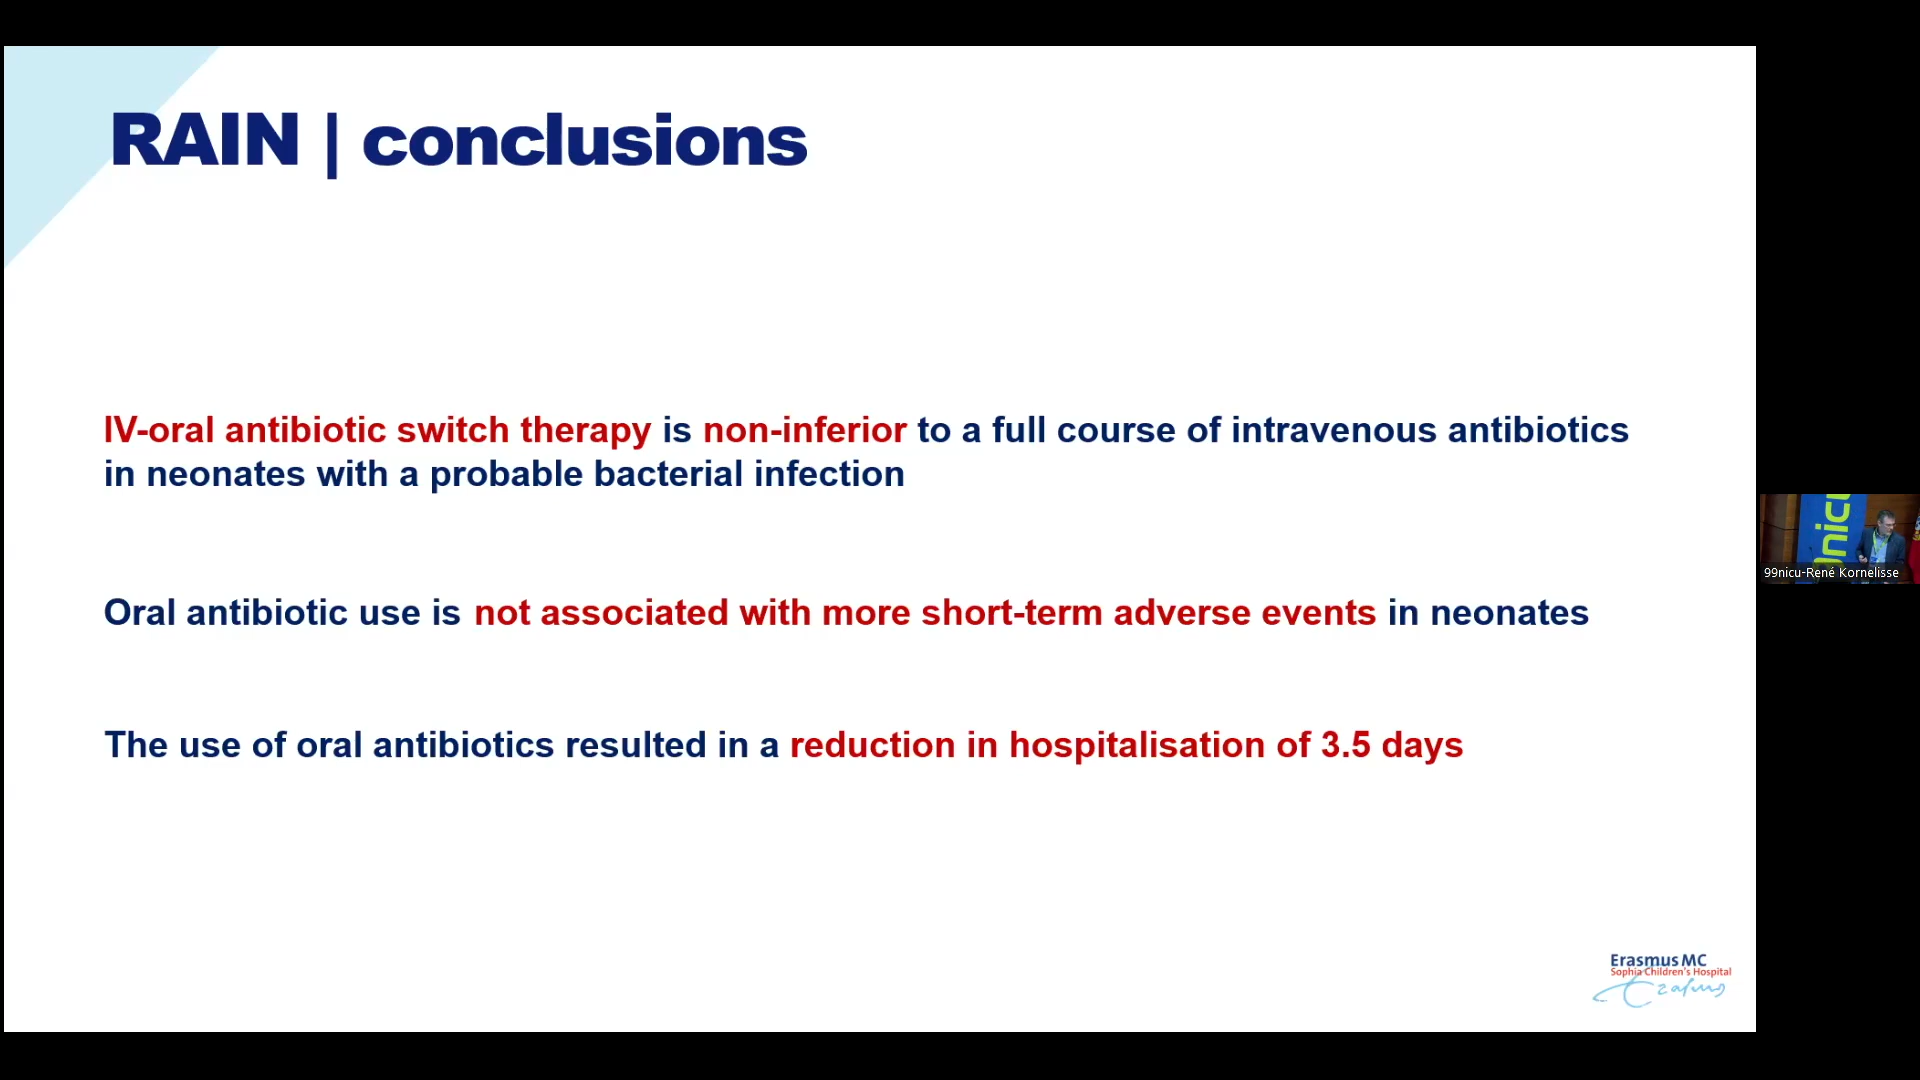 RAIN | conclusions
IV-oral antibiotic switch therapy is non-inferior to a full course of intravenous antibiotics
in neonates with a probable bacterial infection
Oral antibiotic use is not associated with more short-term adverse events in neonates
The use of oral antibiotics resulted in a reduction in hospitalisation of 3.5 days
nicu
99nicu-René Kornelisse
Erasmus MC
Sophia Children's Hospital
Erasmus